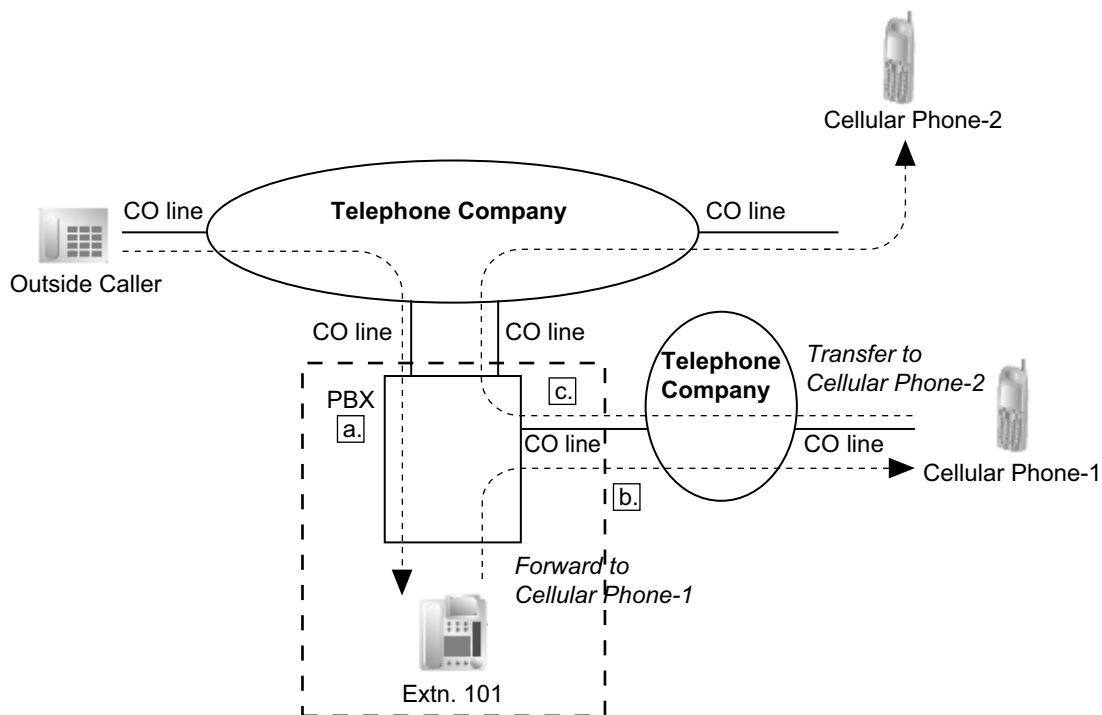 Cellular Phone-2
CO line
Telephone Company
CO line
Outside Caller
CO line
CO line
Telephone
Company
Transfer to
Cellular Phone-2
PBX
a.
c.
CO line
CO line
Cellular Phone-1
b.
Forward to
Cellular Phone-1
Extn. 101